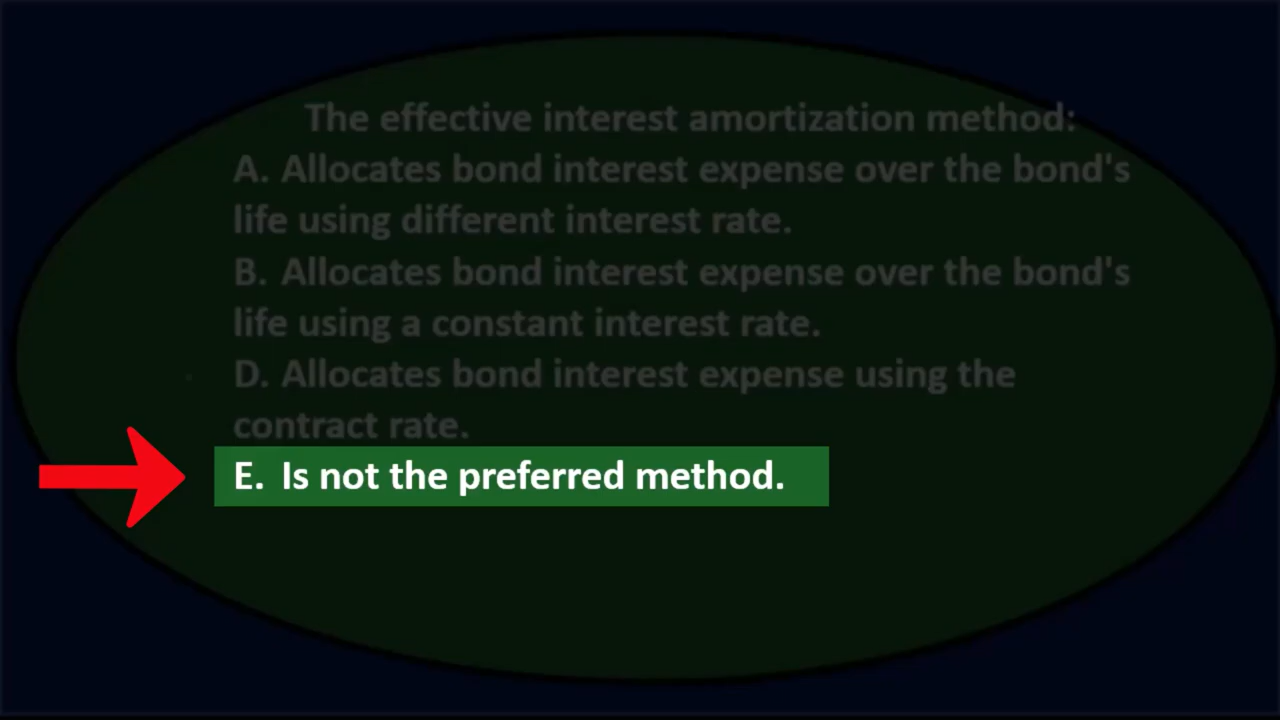 The effective interest amortization method:
A. Allocates bond interest expense over the bond's
life using different interest rate.
B. Allocates bond interest expense over the bond's
life using a constant interest rate.
D. Allocates bond interest expense using the
contract rate.
E. Is not the preferred method.